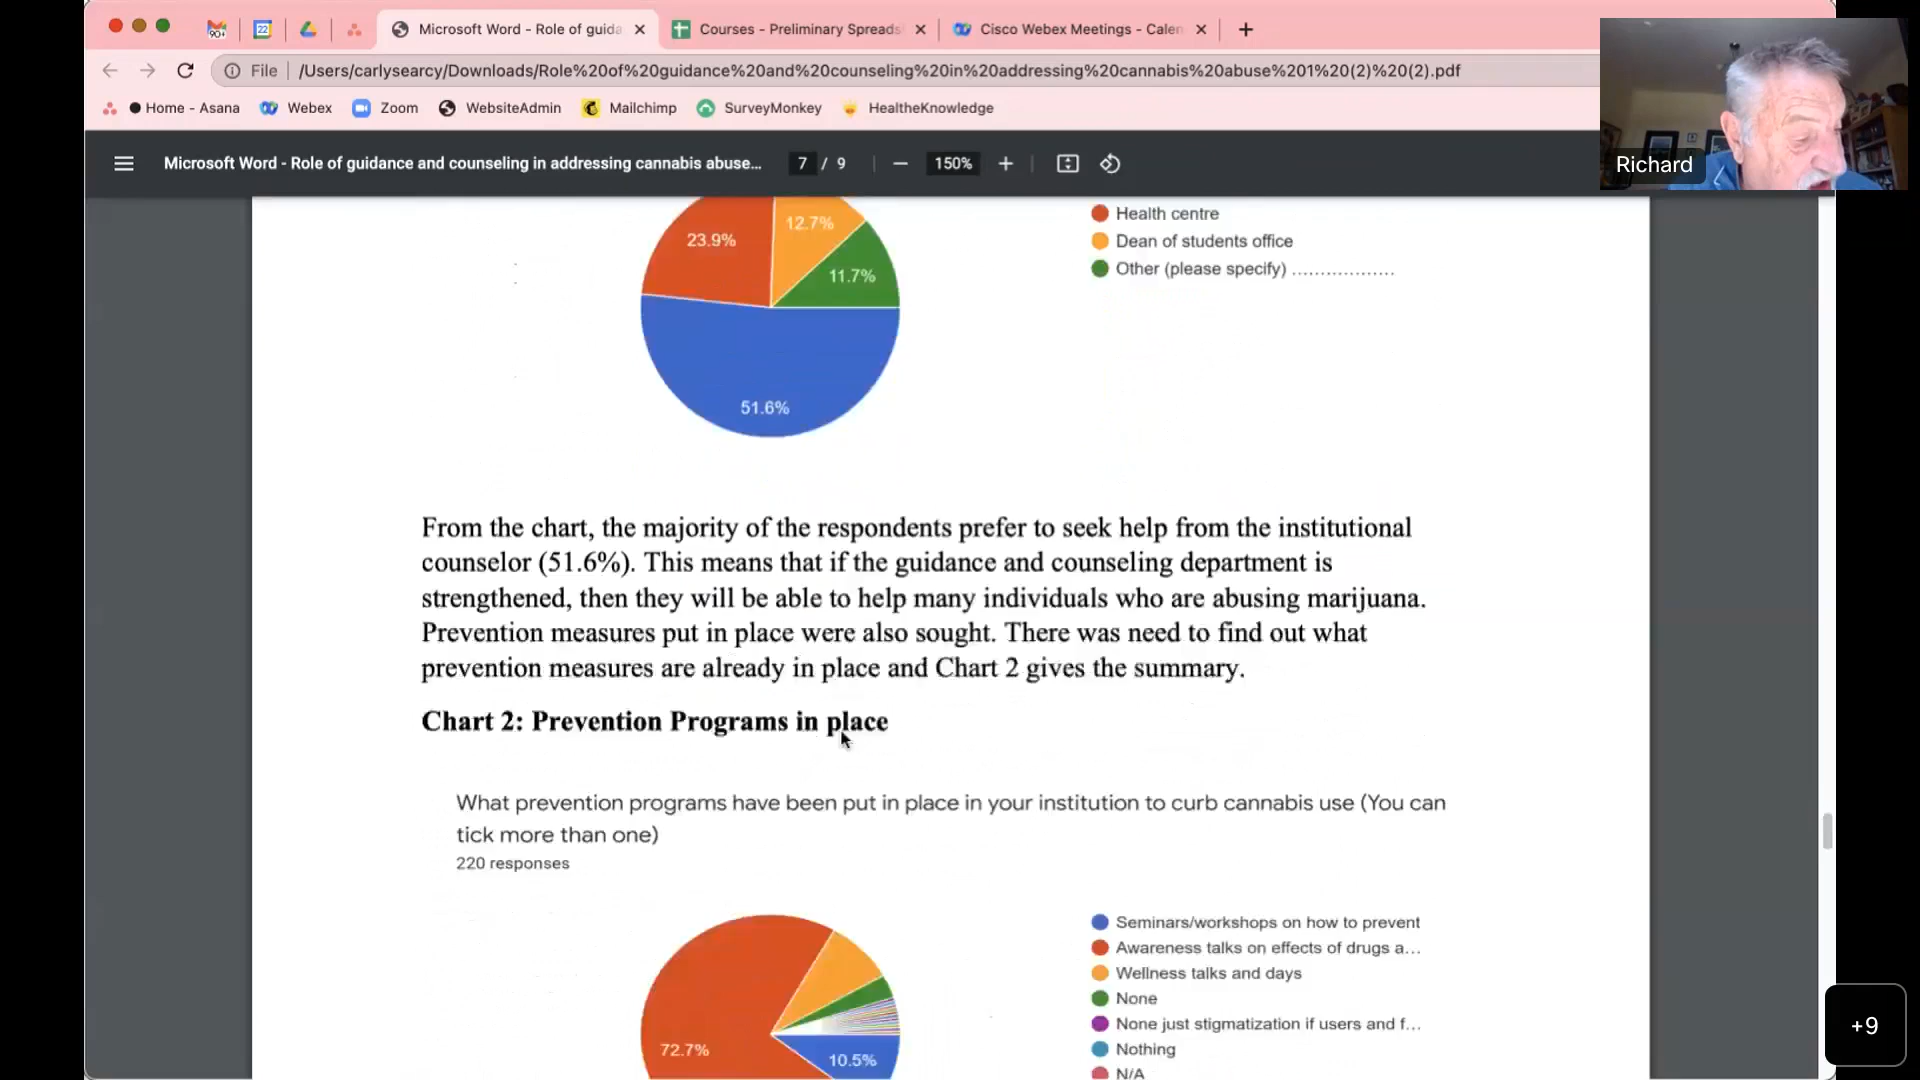 90+
22
Microsoft Word - Role of guida
Courses - Preliminary Spreads
Cisco Webex Meetings - Calen
File
/Users/carlysearcy/Downloads/Role%20of%20guidance%20and%20counseling%20in%20addressing%20cannabis%20abuse%201%20(2)%20(2).pdf
Home - Asana
Webex
Zoom
WebsiteAdmin
Mailchimp
SurveyMonkey
HealtheKnowledge
Richard
Microsoft Word - Role of guidance and counseling in addressing cannabis abuse...
7 / 9
150%
12.7%
23.9%
11.7%
51.6%
Health centre
Dean of students office
Other (please specify) ..................
From the chart, the majority of the respondents prefer to seek help from the institutional
counselor (51.6%). This means that if the guidance and counseling department is
strengthened, then they will be able to help many individuals who are abusing marijuana.
Prevention measures put in place were also sought. There was need to find out what
prevention measures are already in place and Chart 2 gives the summary.
Chart 2: Prevention Programs in place
What prevention programs have been put in place in your institution to curb cannabis use (You can
tick more than one)
220 responses
72.7%
10.5%
Seminars/workshops on how to prevent
Awareness talks on effects of drugs a...
Wellness talks and days
None
None just stigmatization if users and f...
Nothing
N/A
+9